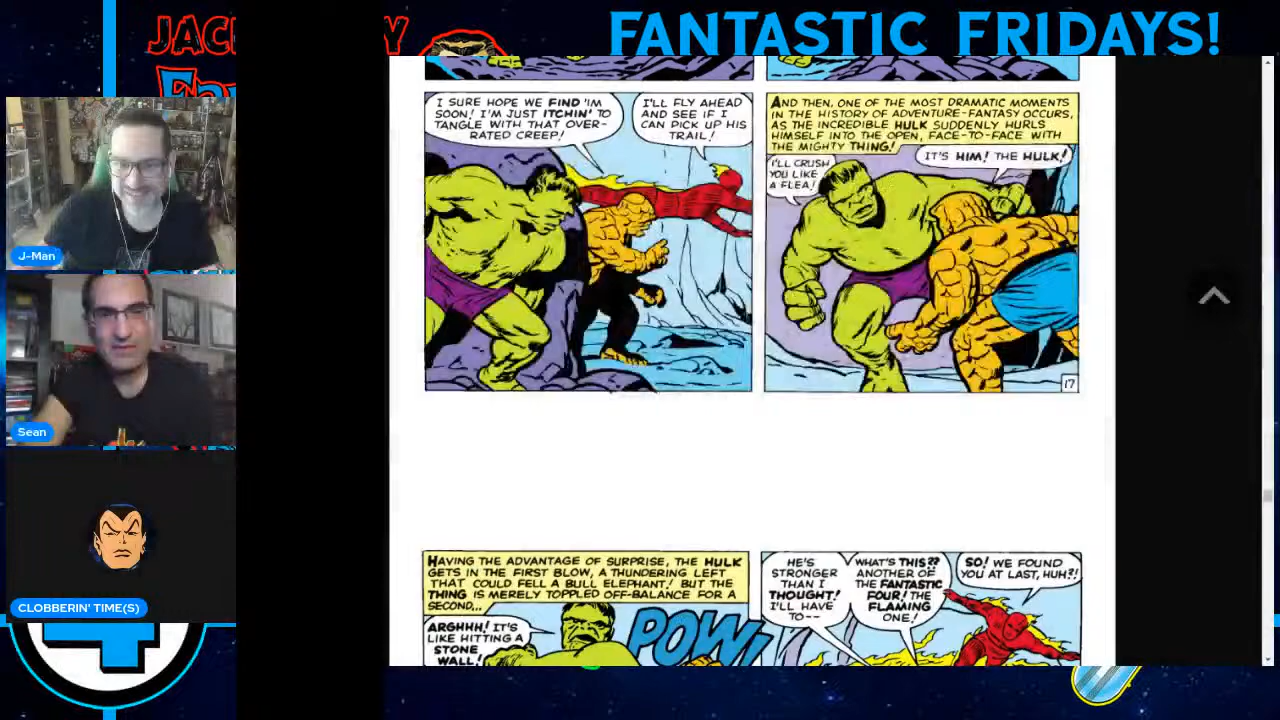 FANTASTIC FRIDAYS!
J-Man
Sean
CLOBBERIN' TIME(S)
I SURE HOPE WE FIND 'IM
SOON! I'M JUST ITCHIN' TO
TANGLE WITH THAT OVER-
RATED CREEP!
I'LL FLY AHEAD
AND SEE IF I
CAN PICK UP HIS
TRAIL!
AND THEN, ONE OF THE MOST DRAMATIC MOMENTS
IN THE HISTORY OF ADVENTURE-FANTASY OCCURS,
AS THE INCREDIBLE HULK SUDDENLY HURLS
HIMSELF INTO THE OPEN, FACE-TO-FACE WITH
THE MIGHTY THING!
I'LL CRUSH
YOU LIKE
A FLEA!
IT'S HIM! THE HULK!
17
HAVING THE ADVANTAGE OF SURPRISE, THE HULK
GETS IN THE FIRST BLOW, A THUNDERING LEFT
THAT COULD FELL A BULL ELEPHANT! BUT THE
THING IS MERELY TOPPLED OFF-BALANCE FOR A
SECOND...
ARGHHH! IT'S
LIKE HITTING A
STONE
WALL!
POW!
HE'S
STRONGER
THAN I
THOUGHT!
I'LL HAVE
TO--
WHAT'S THIS??
ANOTHER OF
THE FANTASTIC
FOUR! THE
FLAMING
ONE!
SO! WE FOUND
YOU AT LAST, HUH?!